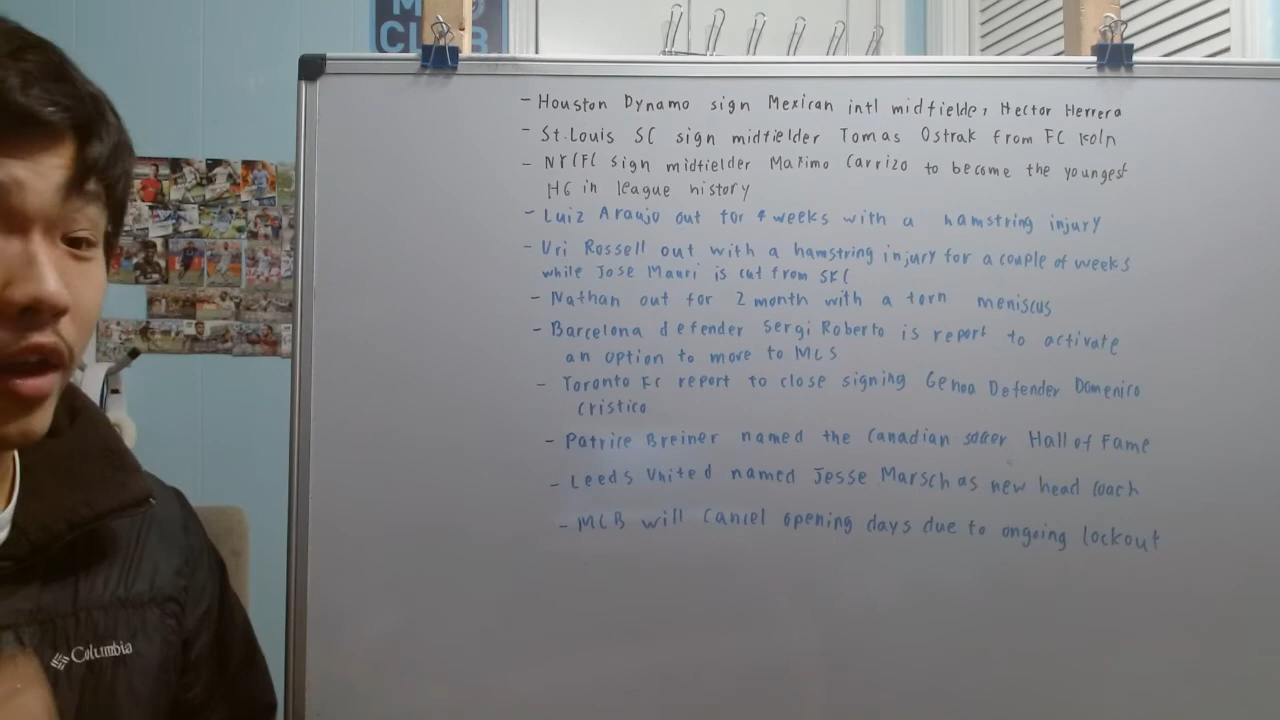 M
CLUB
- Houston Dynamo sign Mexican intl midfielder, Hector Herrera
- St. Louis SC sign midfielder Tomas Ostrak from FC Koln
- NYCFC sign midfielder Maximo Carrizo to become the youngest
HG in league history
- Luiz Araujo out for 4 weeks with a hamstring injury
- Uri Rossell out with a hamstring injury for a couple of weeks
while Jose Mauri is cut from SKC
- Nathan out for 2 month with a torn meniscus
- Barcelona defender Sergi Roberto is report to activate
an option to move to MLS
- Toronto FC report to close signing Genoa Defender Domenico
Cristico
- Patrice Breiner named the Canadian soccer Hall of Fame
- Leeds United named Jesse Marsch as new head coach
- MLB will cancel opening days due to ongoing lockout
Columbia